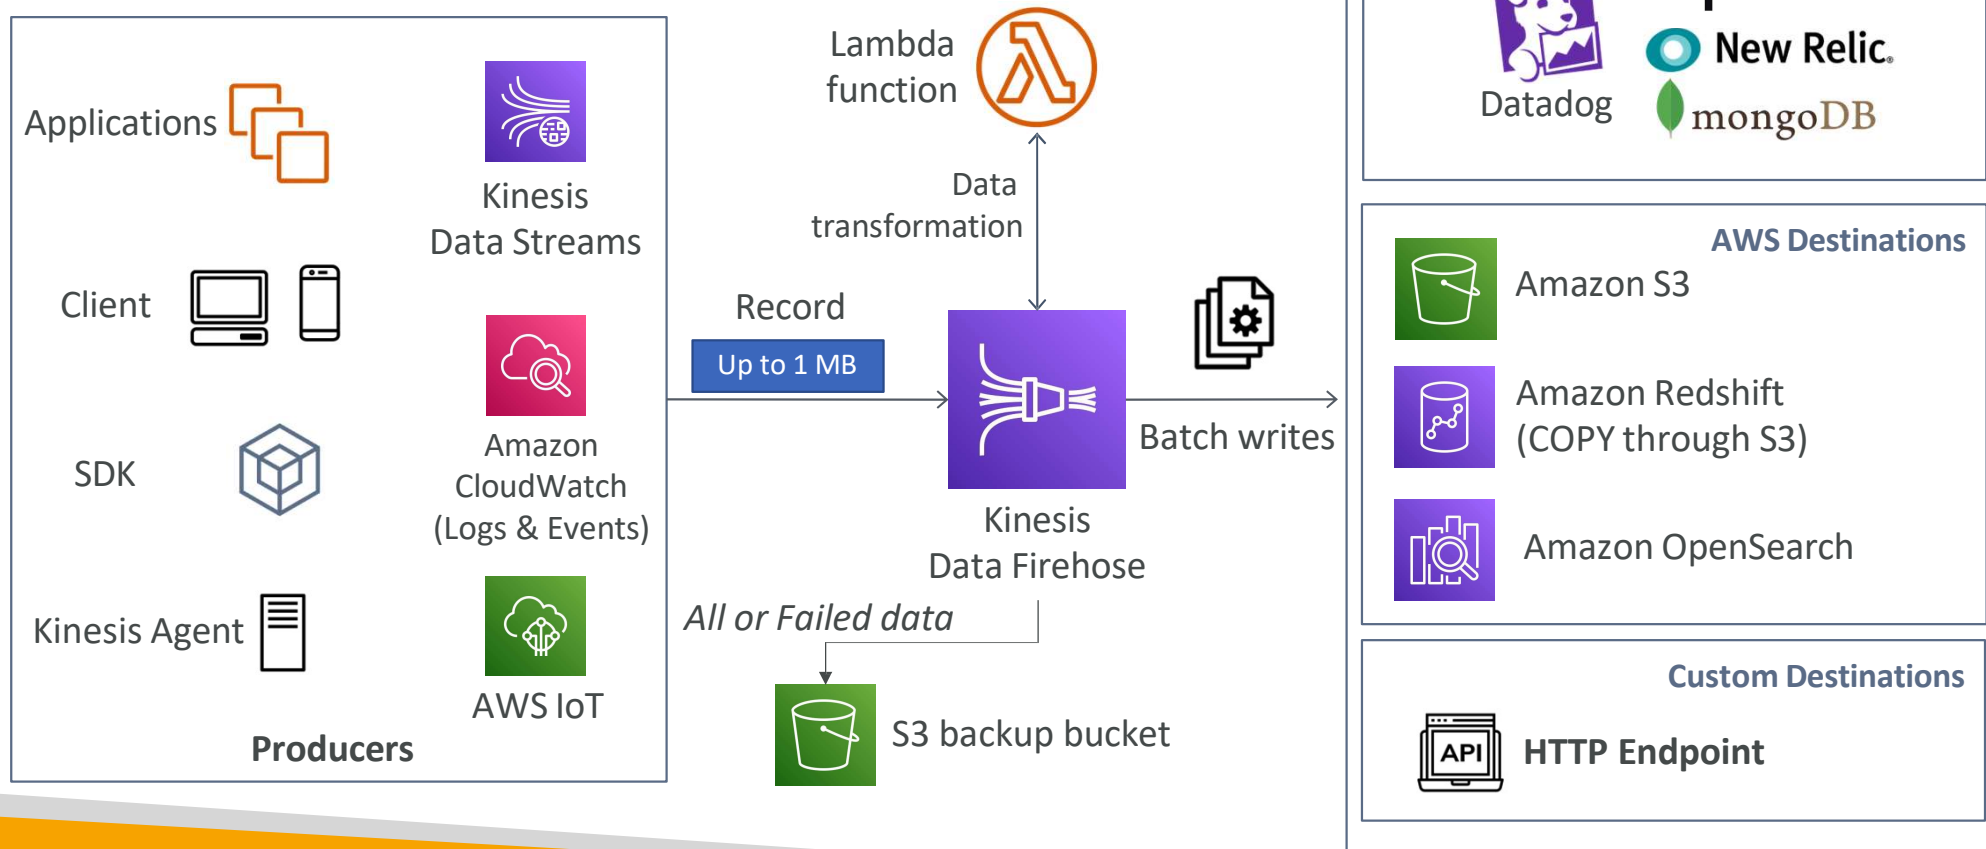 Applications
Kinesis
Data Streams
Client
SDK
Amazon
CloudWatch
(Logs & Events)
Kinesis Agent
AWS IoT
Producers
Lambda
function
Data
transformation
Record
Up to 1 MB
Batch writes
Kinesis
Data Firehose
All or Failed data
S3 backup bucket
New Relic.
Datadog
mongoDB
AWS Destinations
Amazon S3
Amazon Redshift
(COPY through S3)
Amazon OpenSearch
Custom Destinations
API
HTTP Endpoint